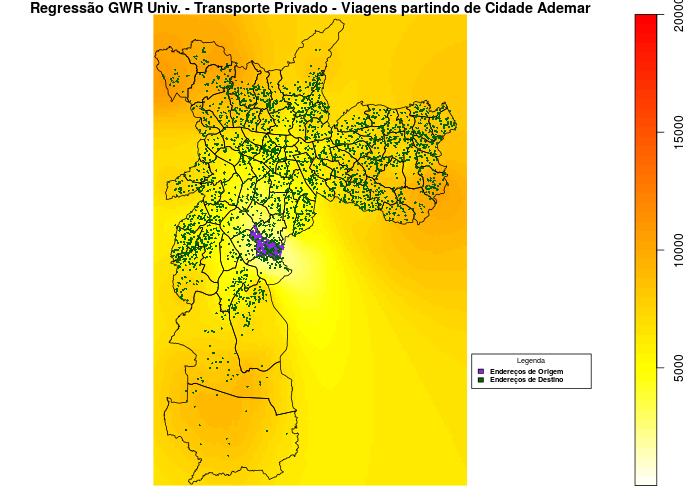 Regressão GWR Univ. - Transporte Privado - Viagens partindo de Cidade Ademar
20000
15000
10000
5000
Legenda
Endereços de Origem
Endereços de Destino